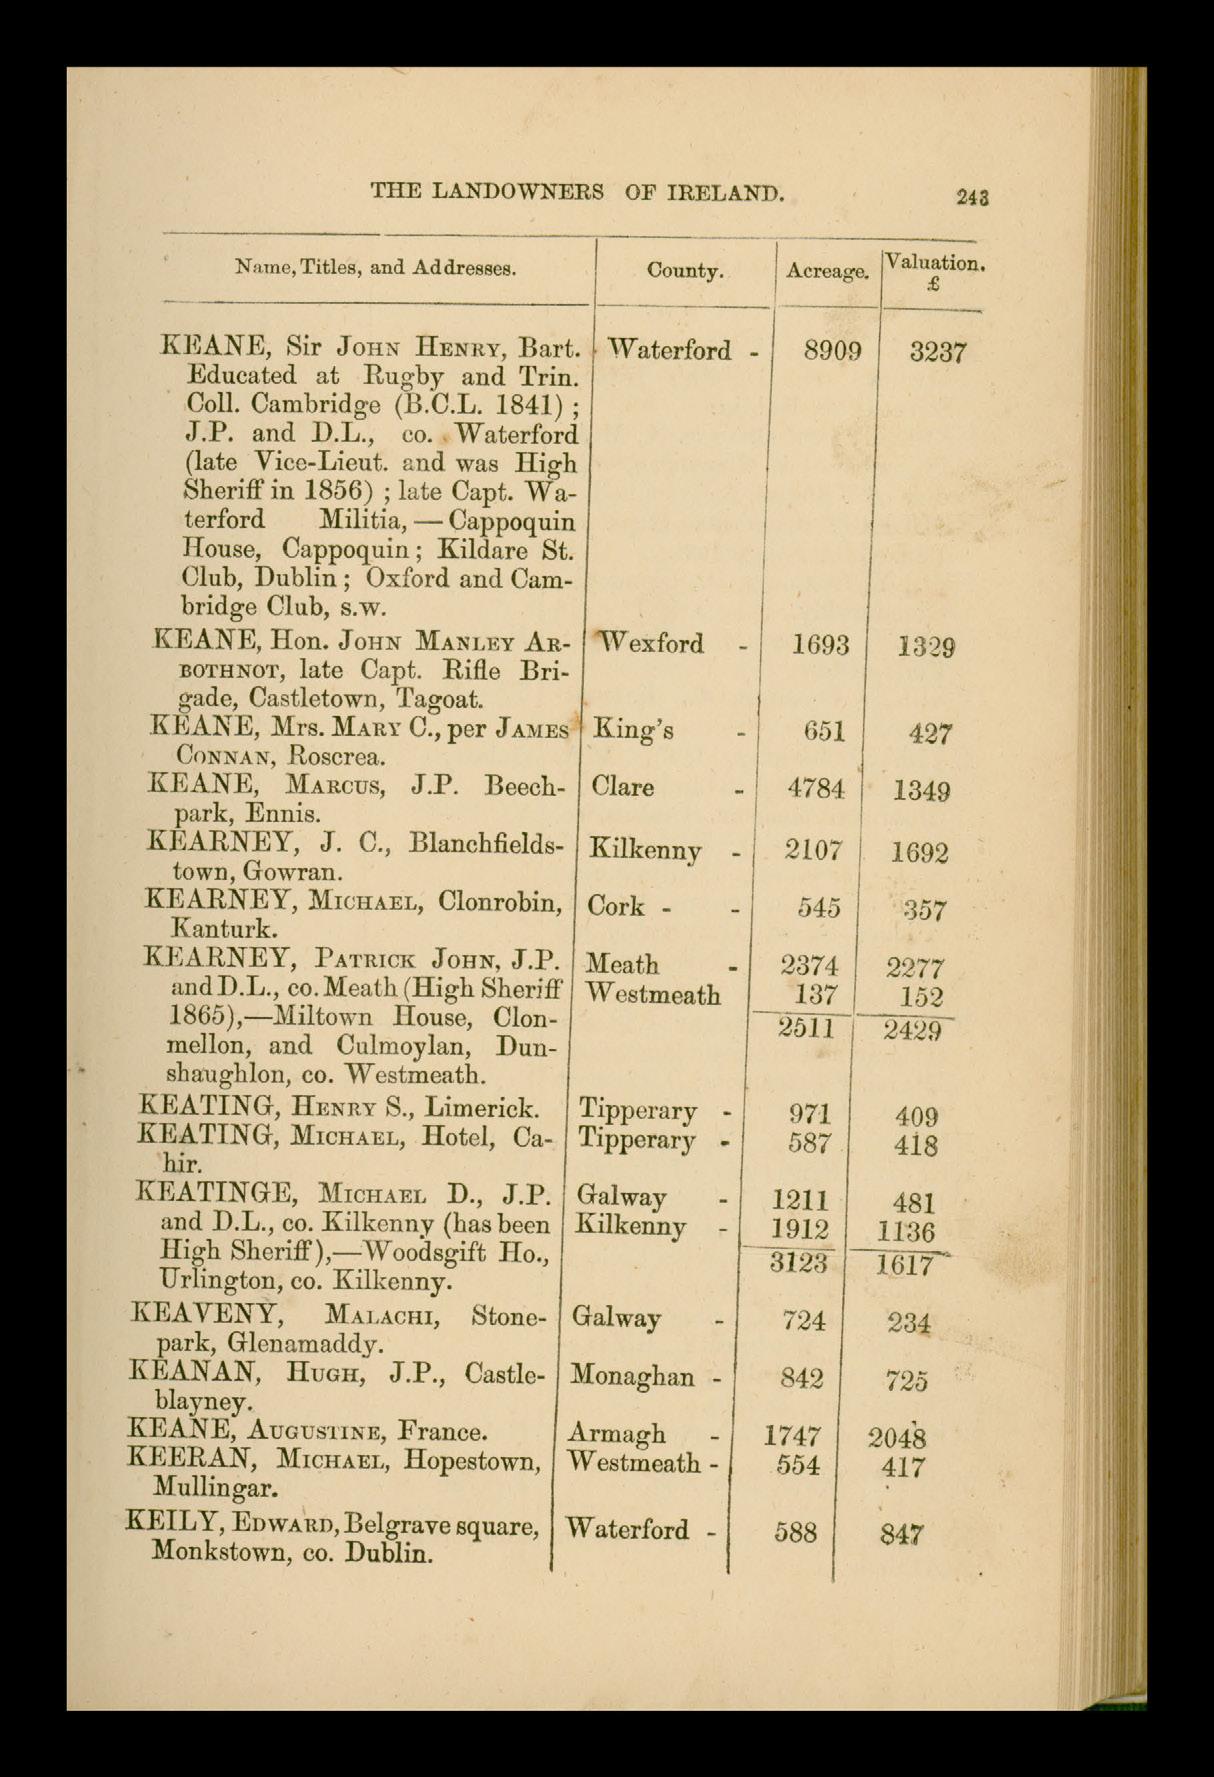 THE LANDOWNERS OF IRELAND. 243
Name, Titles, and Addresses. County. Acreage. Valuation. £
KEANE, Sir JOHN HENRY, Bart. Waterford - 8909 3237
Educated at Rugby and Trin.
Coll. Cambridge (B.C.L. 1841) ;
J.P. and D.L., co. Waterford
(late Vice-Lieut. and was High
Sheriff in 1856) ; late Capt. Wa-
terford Militia, — Cappoquin
House, Cappoquin ; Kildare St.
Club, Dublin ; Oxford and Cam-
bridge Club, S.W.
KEANE, Hon. JOHN MANLEY AR- Wexford - 1693 1329
BOTHNOT, late Capt. Rifle Bri-
gade, Castletown, Tagoat.
KEANE, Mrs. MARY C., per JAMES King's - 651 427
CONNAN, Roscrea.
KEANE, MARCUS, J.P. Beech- Clare - 4784 1349
park, Ennis.
KEARNEY, J. C., Blanchfields- Kilkenny - 2107 1692
town, Gowran.
KEARNEY, MICHAEL, Clonrobin, Cork - - 545 357
Kanturk.
KEARNEY, PATRICK JOHN, J.P. Meath - 2374 2277
and D.L., co. Meath (High Sheriff Westmeath 137 152
1865),—Miltown House, Clon- 2511 2429
mellon, and Culmoylan, Dun-
shaughlon, co. Westmeath.
KEATING, HENRY S., Limerick. Tipperary - 971 409
KEATING, MICHAEL, Hotel, Ca- Tipperary - 587 418
hir.
KEATINGE, MICHAEL D., J.P. Galway - 1211 481
and D.L., co. Kilkenny (has been Kilkenny - 1912 1136
High Sheriff),—Woodsgift Ho., 3123 1617
Urlington, co. Kilkenny.
KEAVENY, MALACHI, Stone- Galway - 724 234
park, Glenamaddy.
KEANAN, HUGH, J.P., Castle- Monaghan - 842 725
blayney.
KEANE, AUGUSTINE, France. Armagh - 1747 2048
KEERAN, MICHAEL, Hopestown, Westmeath - 554 417
Mullingar.
KEILY, EDWARD, Belgrave square, Waterford - 588 847
Monkstown, co. Dublin.